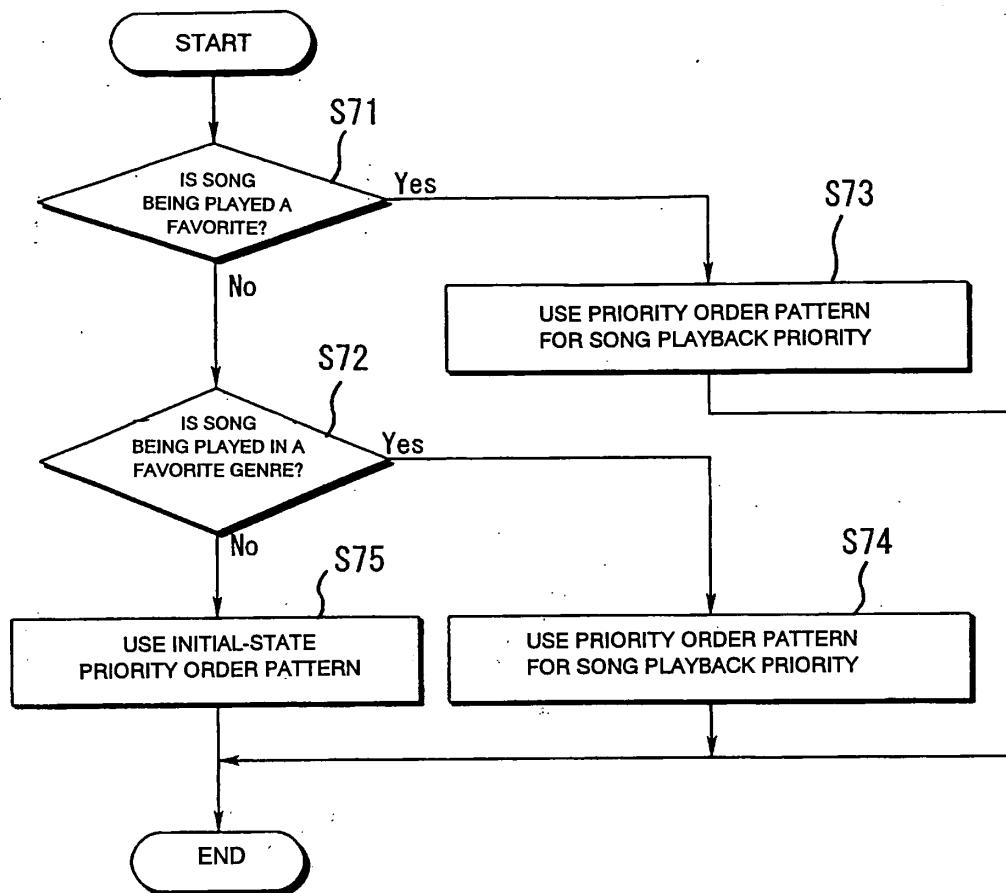 START
S71
IS SONG
BEING PLAYED A
FAVORITE?
Yes
No
S73
USE PRIORITY ORDER PATTERN
FOR SONG PLAYBACK PRIORITY
S72
IS SONG
BEING PLAYED IN A
FAVORITE GENRE?
Yes
No
S75
USE INITIAL-STATE
PRIORITY ORDER PATTERN
S74
USE PRIORITY ORDER PATTERN
FOR SONG PLAYBACK PRIORITY
END